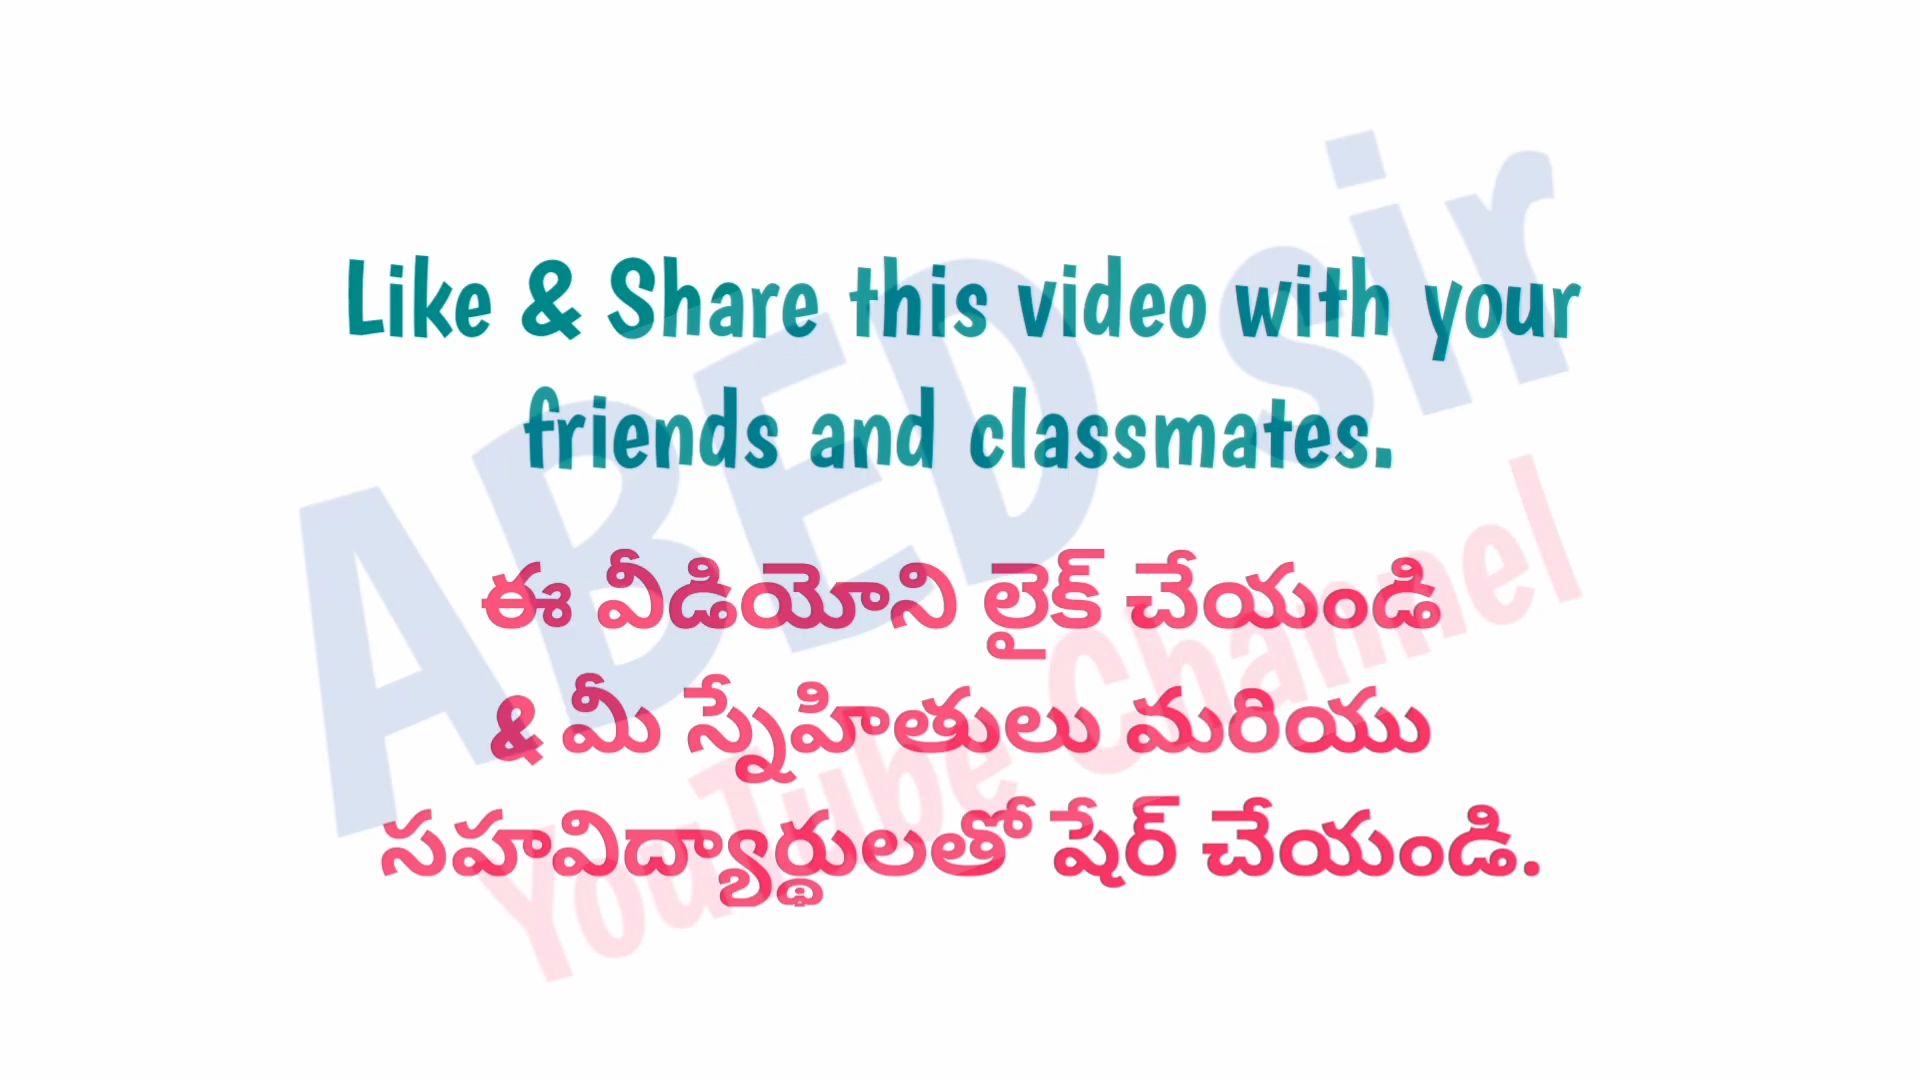 Like & Share this video with your
friends and classmates.
ఈ వీడియోని లైక్ చేయండి
& మీ స్నేహితులు మరియు
సహవిద్యార్థులతో షేర్ చేయండి.
ABED sir
YouTube Channel